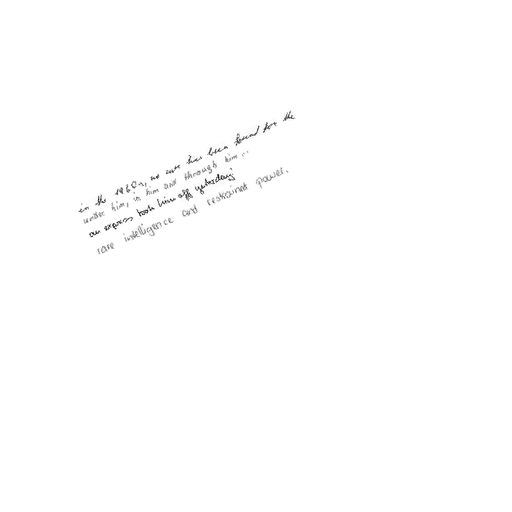 in the 1960s, no cure has been found for the
under him, in him and through him...
an express took him off yesterday;
rare intelligence and restrained power.